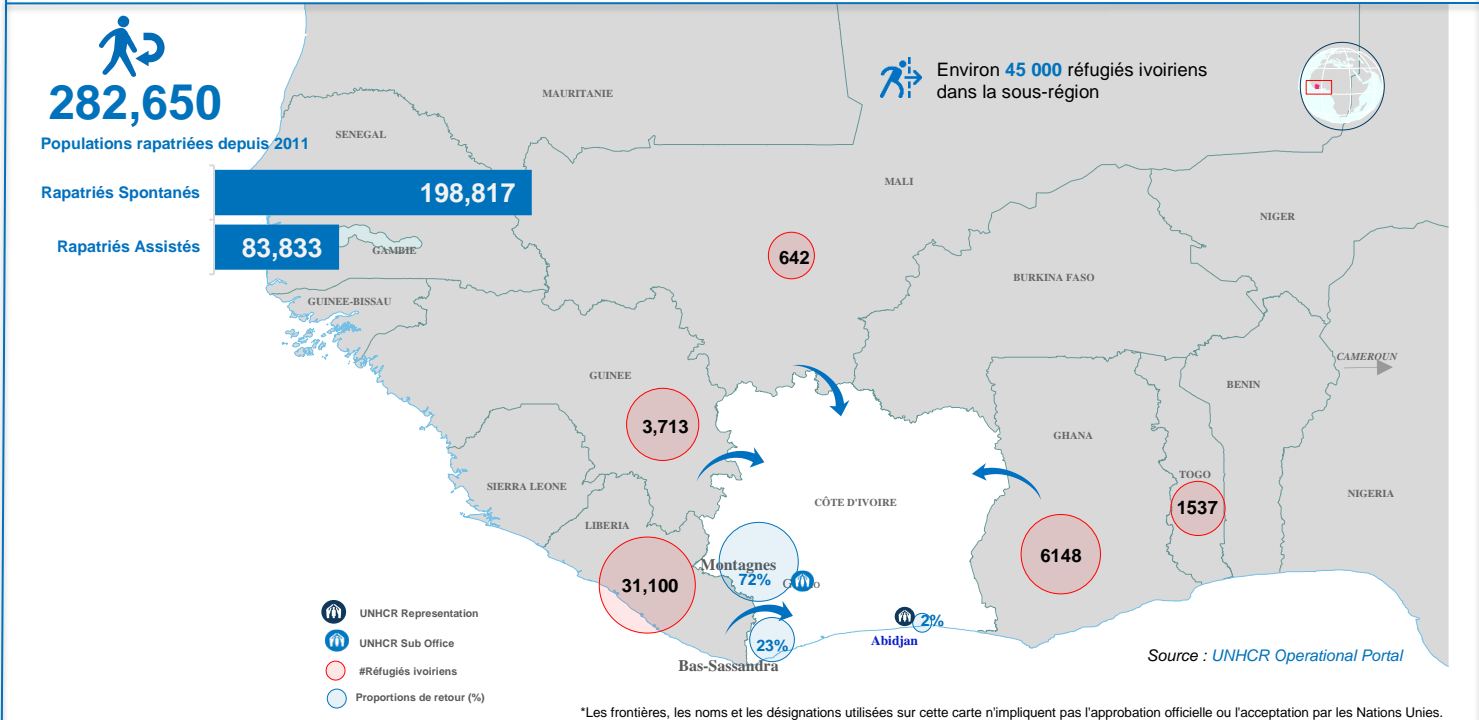 282,650
Populations rapatriées depuis 2011
Rapatriés Spontanés
198,817
Rapatriés Assistés
83,833
Environ 45 000 réfugiés ivoiriens
dans la sous-région
MAURITANIE
SENEGAL
MALI
NIGER
GAMBIE
642
BURKINA FASO
GUINEE-BISSAU
CAMEROUN
GUINEE
BENIN
3,713
GHANA
SIERRA LEONE
TOGO
CÔTE D'IVOIRE
NIGERIA
1537
LIBERIA
6148
Montagnes
72%
31,100
2%
Abidjan
23%
Bas-Sassandra
UNHCR Representation
UNHCR Sub Office
#Réfugiés ivoiriens
Proportions de retour (%)
Source : UNHCR Operational Portal
*Les frontières, les noms et les désignations utilisées sur cette carte n'impliquent pas l'approbation officielle ou l'acceptation par les Nations Unies.